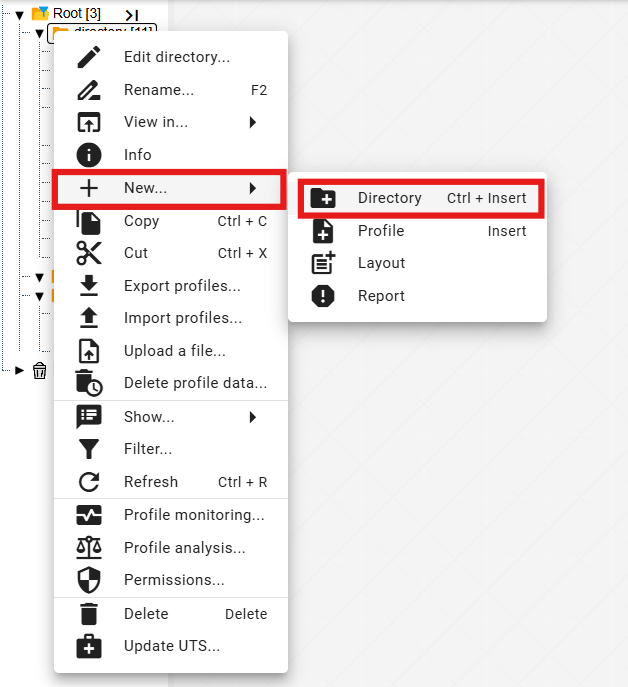 Root [3]
directory [11]
Edit directory...
Rename... F2
View in...
Info
New...
Directory Ctrl + Insert
Copy Ctrl + C
Profile Insert
Cut Ctrl + X
Layout
Export profiles...
Report
Import profiles...
Upload a file...
Delete profile data...
Show...
Filter...
Refresh Ctrl + R
Profile monitoring...
Profile analysis...
Permissions...
Delete Delete
Update UTS...